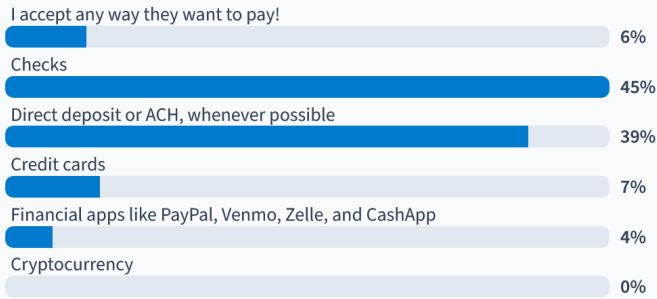 I accept any way they want to pay!
6%
Checks
45%
Direct deposit or ACH, whenever possible
39%
Credit cards
7%
Financial apps like PayPal, Venmo, Zelle, and CashApp
4%
Cryptocurrency
0%